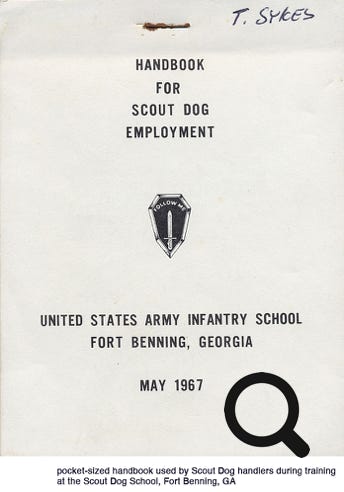 T. SYKES
HANDBOOK
FOR
SCOUT DOG
EMPLOYMENT
FOLLOW ME
UNITED STATES ARMY INFANTRY SCHOOL
FORT BENNING, GEORGIA
MAY 1967
pocket-sized handbook used by Scout Dog handlers during training
at the Scout Dog School, Fort Benning, GA